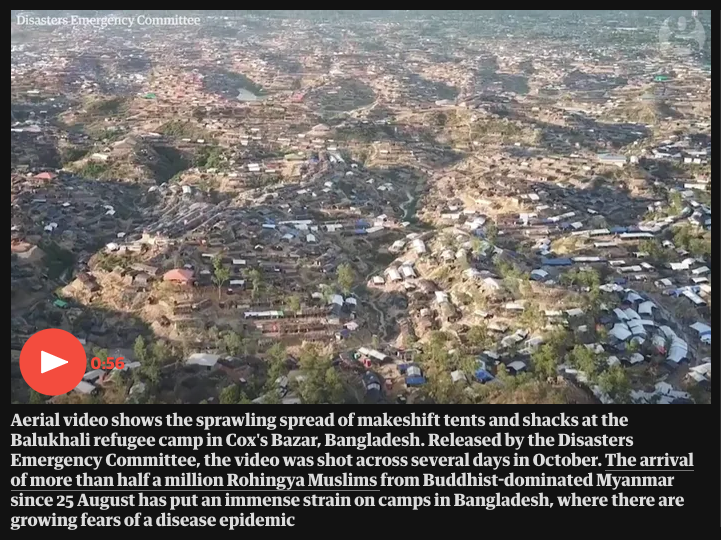 Disasters Emergency Committee
0:56
Aerial video shows the sprawling spread of makeshift tents and shacks at the
Balukhali refugee camp in Cox's Bazar, Bangladesh. Released by the Disasters
Emergency Committee, the video was shot across several days in October. The arrival
of more than half a million Rohingya Muslims from Buddhist-dominated Myanmar
since 25 August has put an immense strain on camps in Bangladesh, where there are
growing fears of a disease epidemic